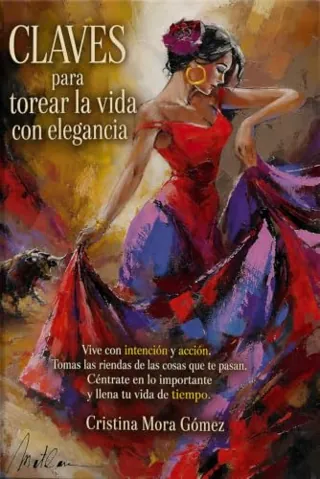 CLAVES
para
torear la vida
con elegancia
Vive con intención y acción.
Tomas las riendas de las cosas que te pasan.
Céntrate en lo importante
y llena tu vida de tiempo.
Cristina Mora Gómez